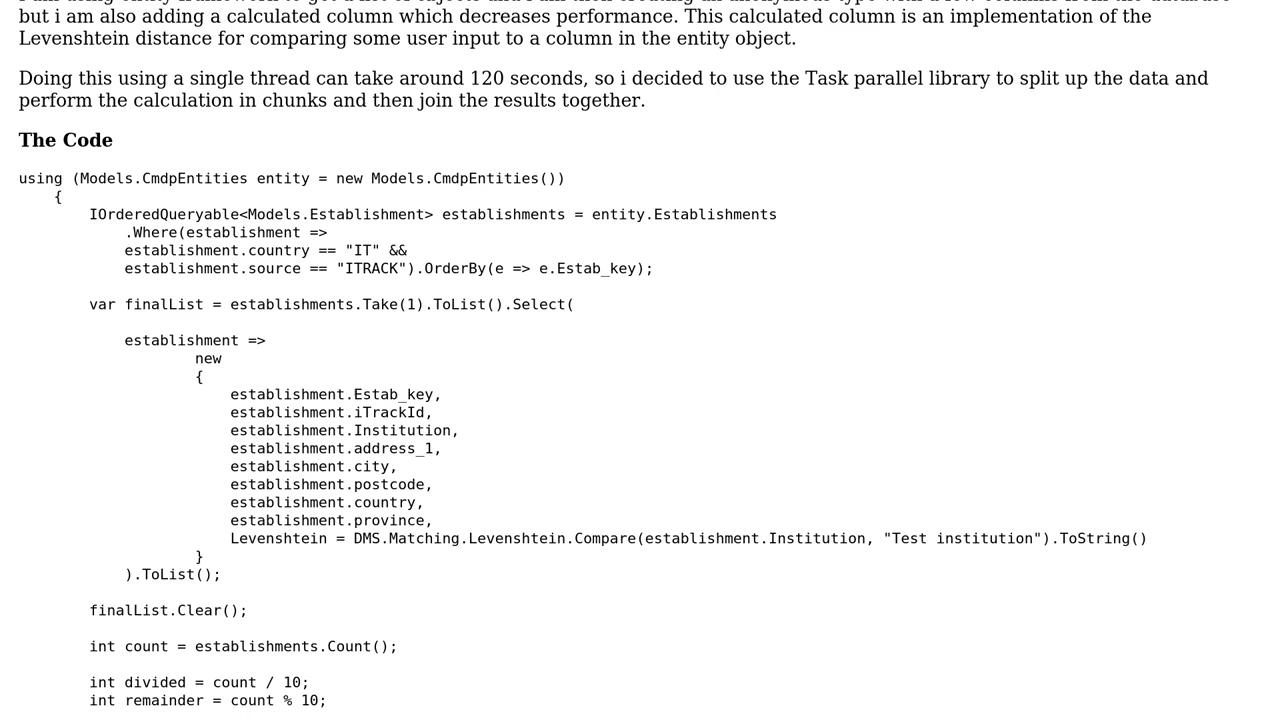 but i am also adding a calculated column which decreases performance. This calculated column is an implementation of the
Levenshtein distance for comparing some user input to a column in the entity object.
Doing this using a single thread can take around 120 seconds, so i decided to use the Task parallel library to split up the data and
perform the calculation in chunks and then join the results together.
The Code
using (Models.CmdpEntities entity = new Models.CmdpEntities())
    {
        IOrderedQueryable<Models.Establishment> establishments = entity.Establishments
            .Where(establishment =>
            establishment.country == "IT" &&
            establishment.source == "ITRACK").OrderBy(e => e.Estab_key);
        var finalList = establishments.Take(1).ToList().Select(
            establishment =>
                    new
                    {
                        establishment.Estab_key,
                        establishment.iTrackId,
                        establishment.Institution,
                        establishment.address_1,
                        establishment.city,
                        establishment.postcode,
                        establishment.country,
                        establishment.province,
                        Levenshtein = DMS.Matching.Levenshtein.Compare(establishment.Institution, "Test institution").ToString()
                    }
            ).ToList();
        finalList.Clear();
        int count = establishments.Count();
        int divided = count / 10;
        int remainder = count % 10;